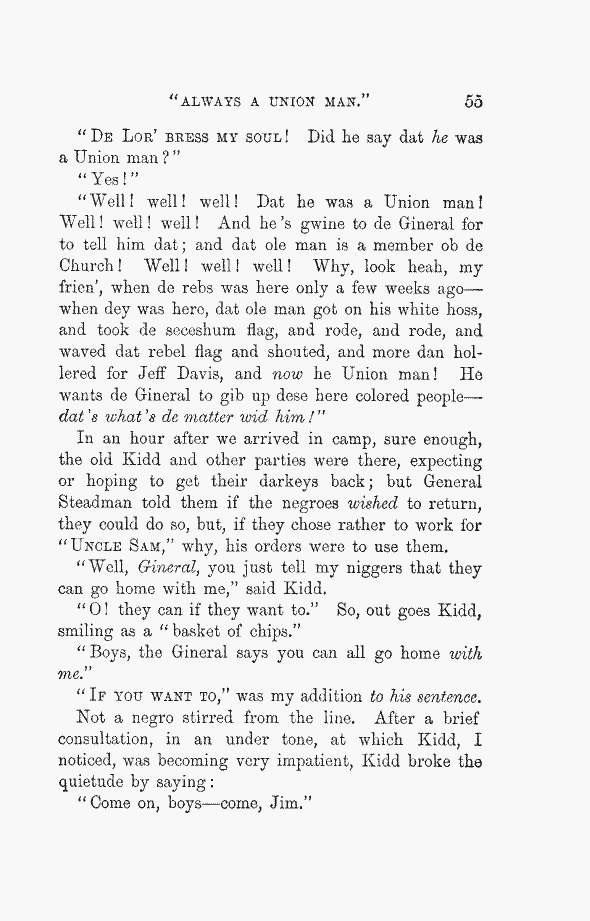 "ALWAYS A UNION MAN." 55
"DE LOR' BRESS MY SOUL! Did he say dat he was
a Union man?"
"Yes!"
"Well! well! well! Dat he was a Union man!
Well! well! well! And he's gwine to de Gineral for
to tell him dat; and dat ole man is a member ob de
Church! Well! well! well! Why, look heah, my
frien', when de rebs was here only a few weeks ago—
when dey was here, dat ole man got on his white hoss,
and took de seceshum flag, and rode, and rode, and
waved dat rebel flag and shouted, and more dan hol-
lered for Jeff Davis, and now he Union man! He
wants de Gineral to gib up dese here colored people—
dat's what's de matter wid him!"
In an hour after we arrived in camp, sure enough,
the old Kidd and other parties were there, expecting
or hoping to get their darkeys back; but General
Steadman told them if the negroes wished to return,
they could do so, but, if they chose rather to work for
"UNCLE SAM," why, his orders were to use them.
"Well, Gineral, you just tell my niggers that they
can go home with me," said Kidd.
"O! they can if they want to." So, out goes Kidd,
smiling as a "basket of chips."
"Boys, the Gineral says you can all go home with
me."
"IF YOU WANT TO," was my addition to his sentence.
Not a negro stirred from the line. After a brief
consultation, in an under tone, at which Kidd, I
noticed, was becoming very impatient, Kidd broke the
quietude by saying:
"Come on, boys—come, Jim."